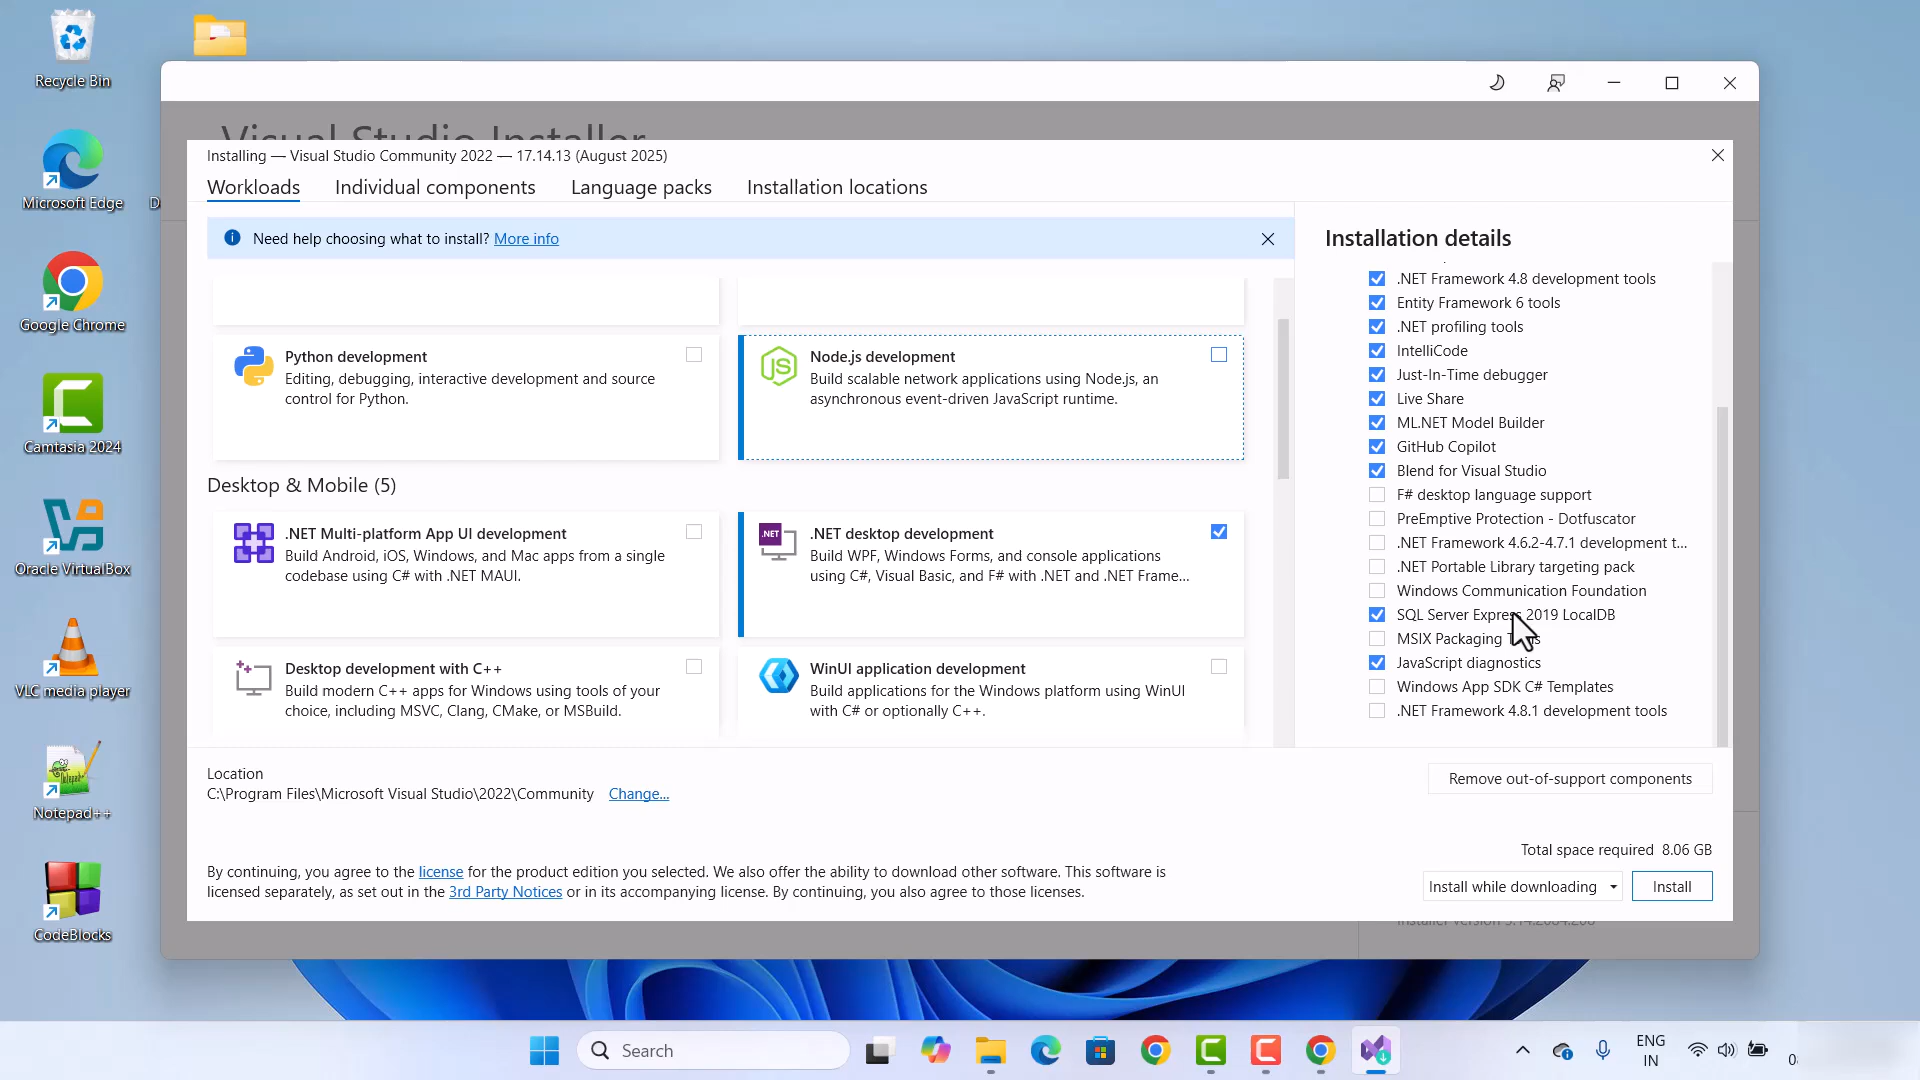 Recycle Bin
Microsoft Edge
Google Chrome
Camtasia 2024
Oracle VirtualBox
VLC media player
Notepad++
CodeBlocks
D
Visual Studio Installer
Installing — Visual Studio Community 2022 — 17.14.13 (August 2025)
Workloads
Individual components
Language packs
Installation locations
Need help choosing what to install? More info
Python development
Editing, debugging, interactive development and source
control for Python.
Node.js development
Build scalable network applications using Node.js, an
asynchronous event-driven JavaScript runtime.
Desktop & Mobile (5)
.NET Multi-platform App UI development
Build Android, iOS, Windows, and Mac apps from a single
codebase using C# with .NET MAUI.
.NET desktop development
Build WPF, Windows Forms, and console applications
using C#, Visual Basic, and F# with .NET and .NET Frame...
Desktop development with C++
Build modern C++ apps for Windows using tools of your
choice, including MSVC, Clang, CMake, or MSBuild.
WinUI application development
Build applications for the Windows platform using WinUI
with C# or optionally C++.
Installation details
.NET Framework 4.8 development tools
Entity Framework 6 tools
.NET profiling tools
IntelliCode
Just-In-Time debugger
Live Share
ML.NET Model Builder
GitHub Copilot
Blend for Visual Studio
F# desktop language support
PreEmptive Protection - Dotfuscator
.NET Framework 4.6.2-4.7.1 development t...
.NET Portable Library targeting pack
Windows Communication Foundation
SQL Server Express 2019 LocalDB
MSIX Packaging
JavaScript diagnostics
Windows App SDK C# Templates
.NET Framework 4.8.1 development tools
Location
C:\Program Files\Microsoft Visual Studio\2022\Community Change...
Remove out-of-support components
Total space required 8.06 GB
By continuing, you agree to the license for the product edition you selected. We also offer the ability to download other software. This software is
licensed separately, as set out in the 3rd Party Notices or in its accompanying license. By continuing, you also agree to those licenses.
Install while downloading
Install
Search
ENG
IN